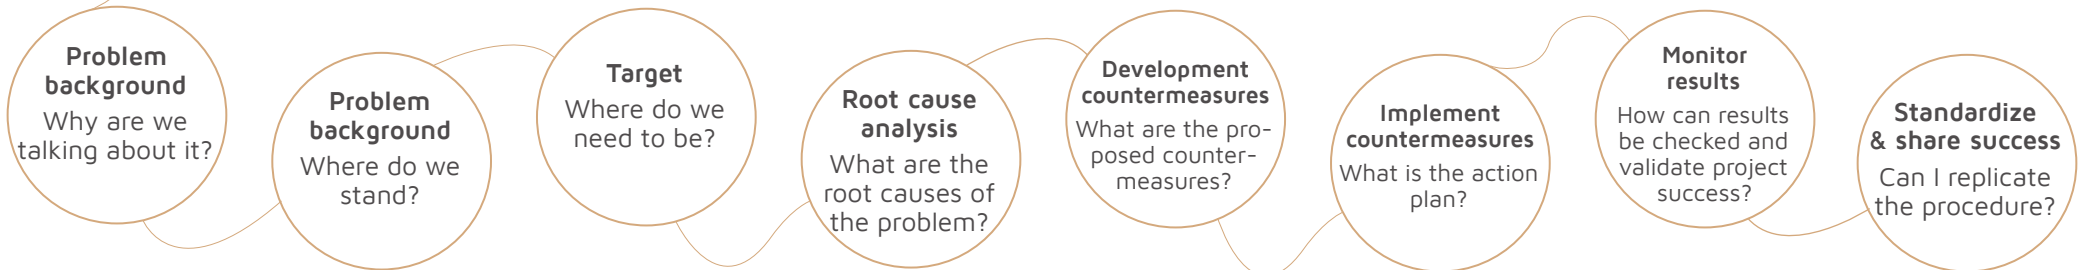 Problem
background
Why are we
talking about it?
Problem
background
Where do we
stand?
Target
Where do we
need to be?
Root cause
analysis
What are the
root causes of
the problem?
Development
countermeasures
What are the pro-
posed counter-
measures?
Implement
countermeasures
What is the action
plan?
Monitor
results
How can results
be checked and
validate project
success?
Standardize
& share success
Can I replicate
the procedure?